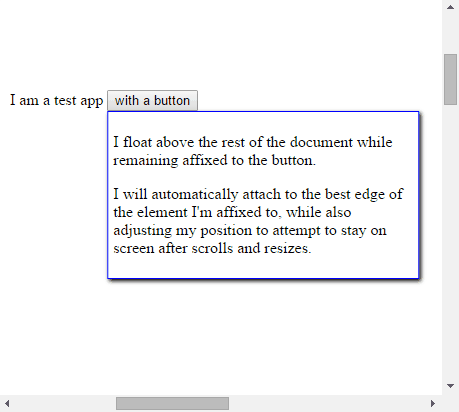 I am a test app with a button
I float above the rest of the document while
remaining affixed to the button.
I will automatically attach to the best edge of
the element I'm affixed to, while also
adjusting my position to attempt to stay on
screen after scrolls and resizes.